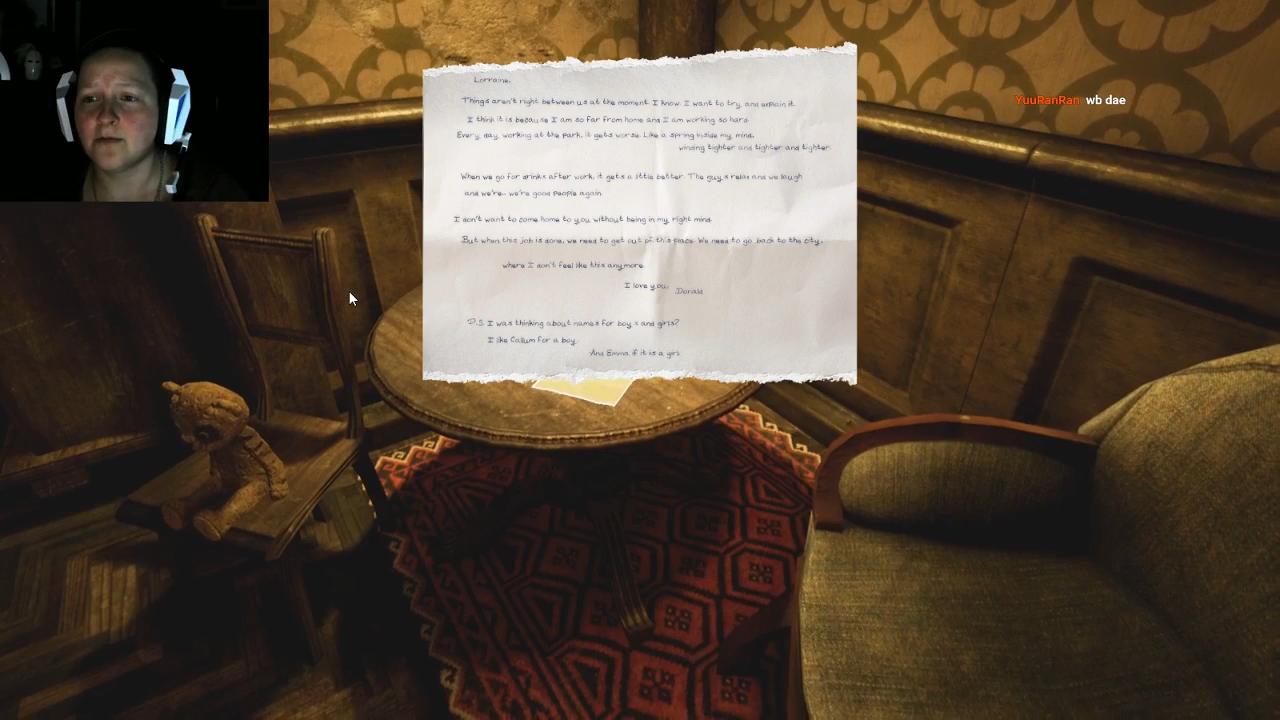 Lorraine,
Things aren't right between us at the moment. I know. I want to try, and explain it.
I think it is because I am so far from home and I am working so hard.
Every day, working at the park, it gets worse. Like a spring inside my mind,
winding tighter and tighter and tighter.
When we go for drinks after work, it gets a little better. The guys relax and we laugh
and we're.. we're good people again.
I don't want to come home to you without being in my right mind.
But when this job is done, we need to get out of this place. We need to go back to the city,
where I don't feel like this anymore.
I love you. Donald
P.S. I was thinking about names for boys and girls?
I like Callum for a boy.
And Emma if it is a girl.
YuuRanRan: wb dae